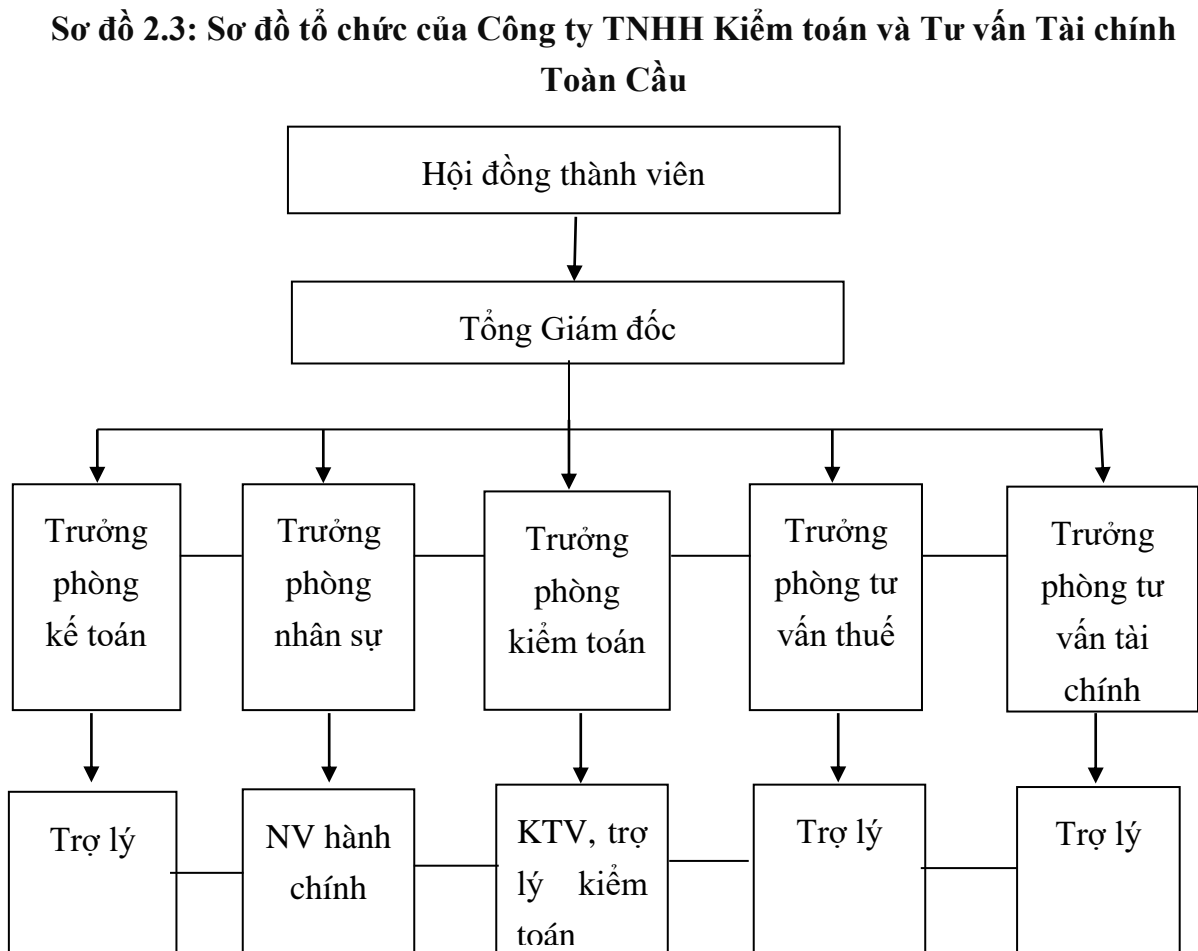 Sơ đồ 2.3: Sơ đồ tổ chức của Công ty TNHH Kiểm toán và Tư vấn Tài chính
Toàn Cầu
Hội đồng thành viên
Tổng Giám đốc
Trưởng
phòng
kế toán
Trưởng
phòng
nhân sự
Trưởng
phòng
kiểm toán
Trưởng
phòng tư
vấn thuế
Trưởng
phòng tư
vấn tài
chính
Trợ lý
NV hành
chính
KTV, trợ
lý kiểm
toán
Trợ lý
Trợ lý